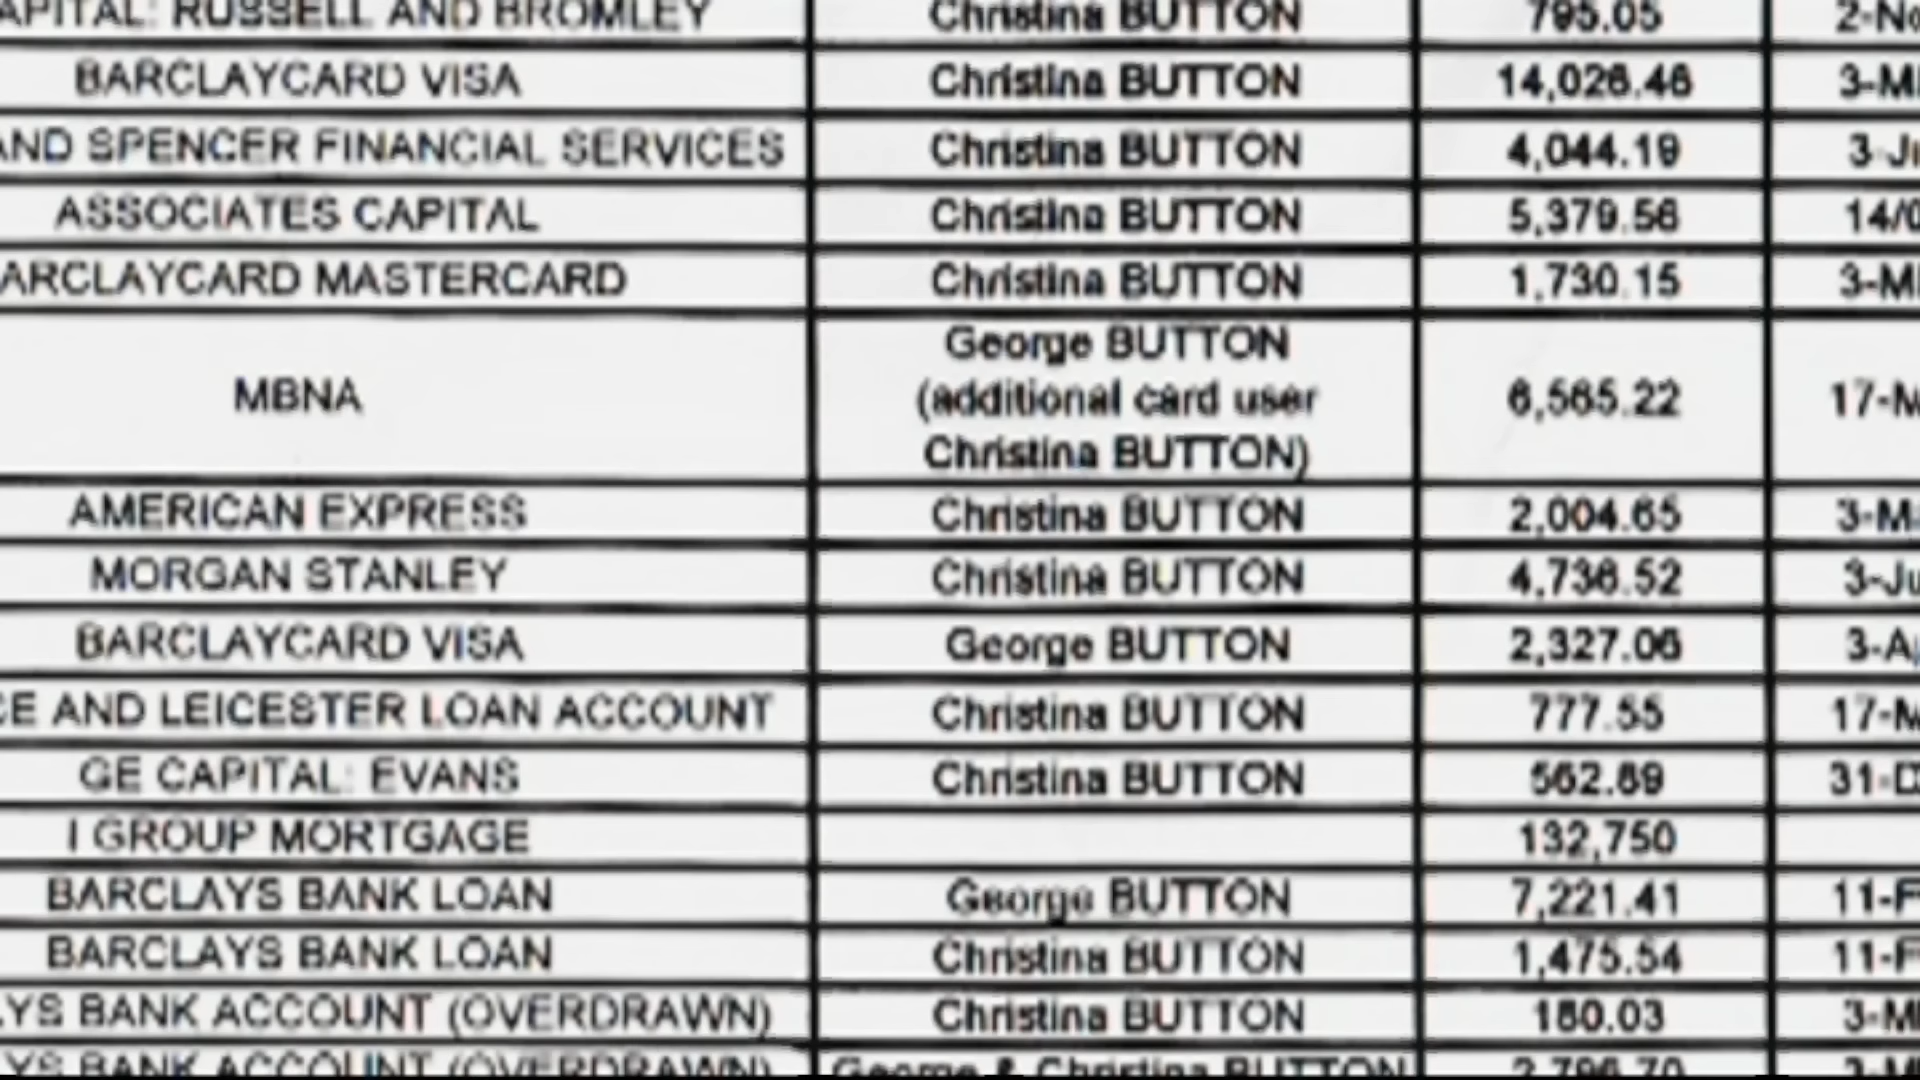 APITAL: RUSSELL AND BROMLEY Christina BUTTON 795.05 2-No
BARCLAYCARD VISA Christina BUTTON 14,026.46 3-M
AND SPENCER FINANCIAL SERVICES Christina BUTTON 4,044.19 3-Ju
ASSOCIATES CAPITAL Christina BUTTON 5,379.56 14/0
ARCLAYCARD MASTERCARD Christina BUTTON 1,730.15 3-M
George BUTTON
MBNA (additional card user 6,565.22 17-M
Christina BUTTON)
AMERICAN EXPRESS Christina BUTTON 2,004.65 3-Ma
MORGAN STANLEY Christina BUTTON 4,736.52 3-Ju
BARCLAYCARD VISA George BUTTON 2,327.06 3-A
CE AND LEICESTER LOAN ACCOUNT Christina BUTTON 777.55 17-M
GE CAPITAL: EVANS Christina BUTTON 562.89 31-D
I GROUP MORTGAGE 132,750
BARCLAYS BANK LOAN George BUTTON 7,221.41 11-F
BARCLAYS BANK LOAN Christina BUTTON 1,475.54 11-F
YS BANK ACCOUNT (OVERDRAWN) Christina BUTTON 180.03 3-M
YS BANK ACCOUNT (OVERDRAWN) George & Christina BUTTON 2,796.70 3-M